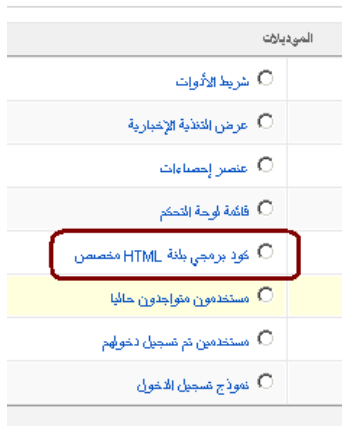 الموديلات
شريط الأدوات
عرض التغذية الإخبارية
عنصر إحصاءات
قائمة لوحة التحكم
كود برمجي بلغة HTML مخصص
مستخدمون متواجدون حاليا
مستخدمين تم تسجيل دخولهم
نموذج تسجيل الدخول